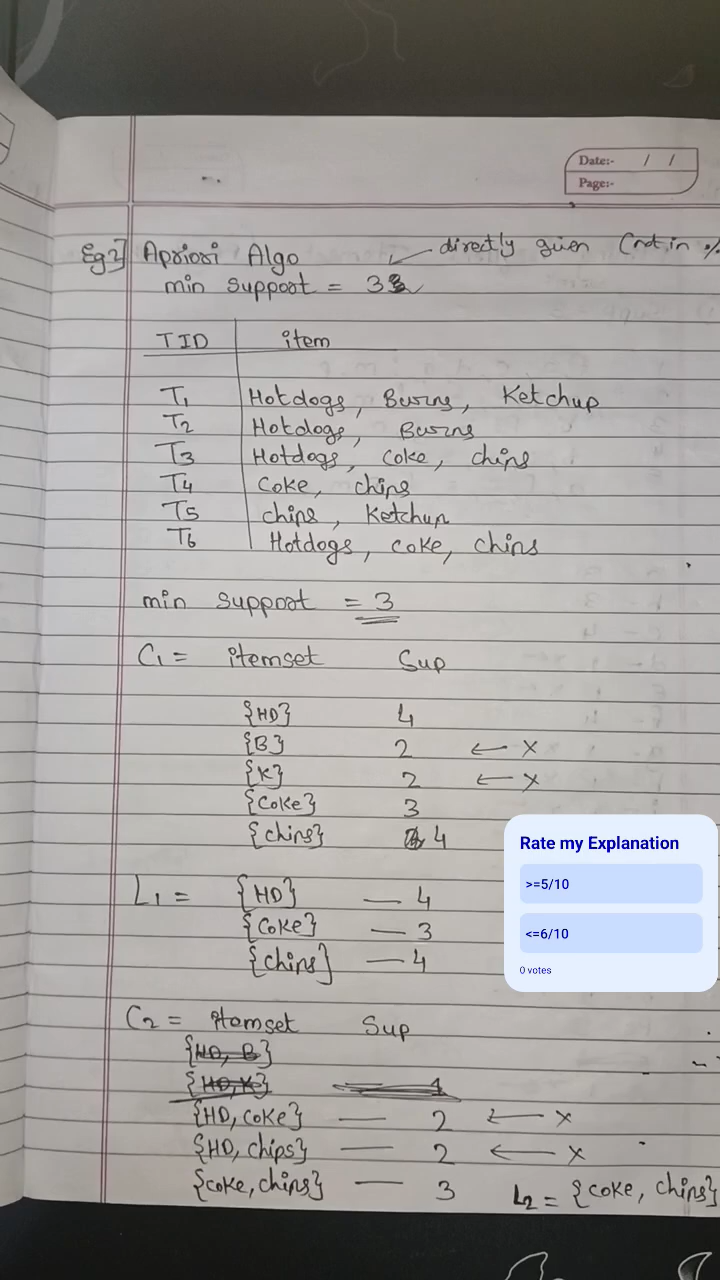 Date:- / /
Page:-
Eg2] Apriori Algo directly given (not in %
min support = 3
TID item
T1 Hotdogs, Burns, Ketchup
T2 Hotdogs, Burns
T3 Hotdogs, coke, chips
T4 Coke, chips
T5 chips, Ketchup
T6 Hotdogs, coke, chips
min support = 3
C1 = itemset Sup
{HD} 4
{B} 2 ← x
{K} 2 ← x
{Coke} 3
{chips} 4
Rate my Explanation
>=5/10
<=6/10
0 votes
L1 = {HD} — 4
{Coke} — 3
{chips} — 4
C2 = itemset Sup
{HD, B}
{HD, K} 1
{HD, coke} — 2 ← x
{HD, chips} — 2 ← x
{coke, chips} — 3 L2 = {coke, chips}